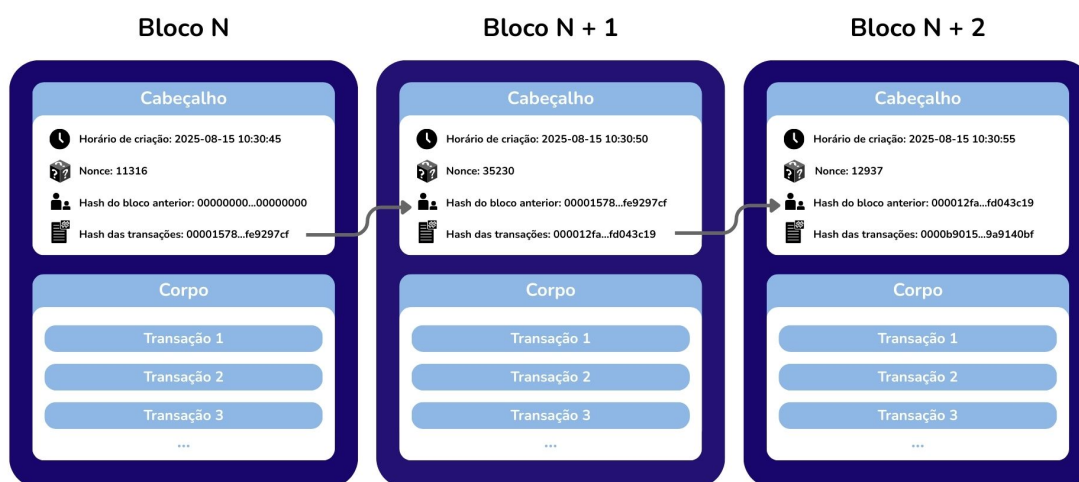 Bloco N
Cabeçalho
Horário de criação: 2025-08-15 10:30:45
Nonce: 11316
Hash do bloco anterior: 00000000...00000000
Hash das transações: 00001578...fe9297cf
Corpo
Transação 1
Transação 2
Transação 3
...
Bloco N + 1
Cabeçalho
Horário de criação: 2025-08-15 10:30:50
Nonce: 35230
Hash do bloco anterior: 00001578...fe9297cf
Hash das transações: 000012fa...fd043c19
Corpo
Transação 1
Transação 2
Transação 3
...
Bloco N + 2
Cabeçalho
Horário de criação: 2025-08-15 10:30:55
Nonce: 12937
Hash do bloco anterior: 000012fa...fd043c19
Hash das transações: 0000b9015...9a9140bf
Corpo
Transação 1
Transação 2
Transação 3
...